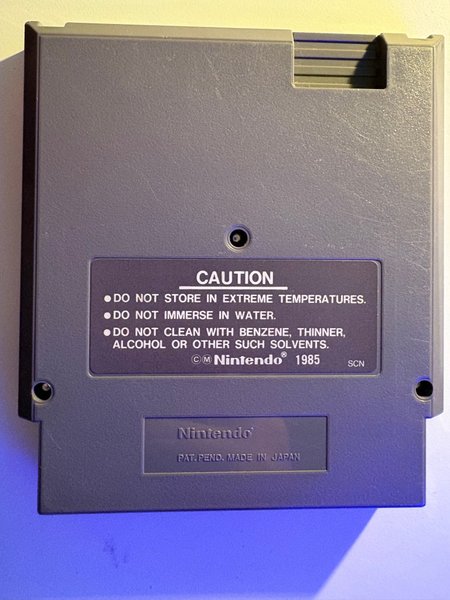 CAUTION
●DO NOT STORE IN EXTREME TEMPERATURES.
●DO NOT IMMERSE IN WATER.
●DO NOT CLEAN WITH BENZENE, THINNER,
ALCOHOL OR OTHER SUCH SOLVENTS.
©Ⓜ Nintendo® 1985 SCN
Nintendo®
PAT. PEND. MADE IN JAPAN